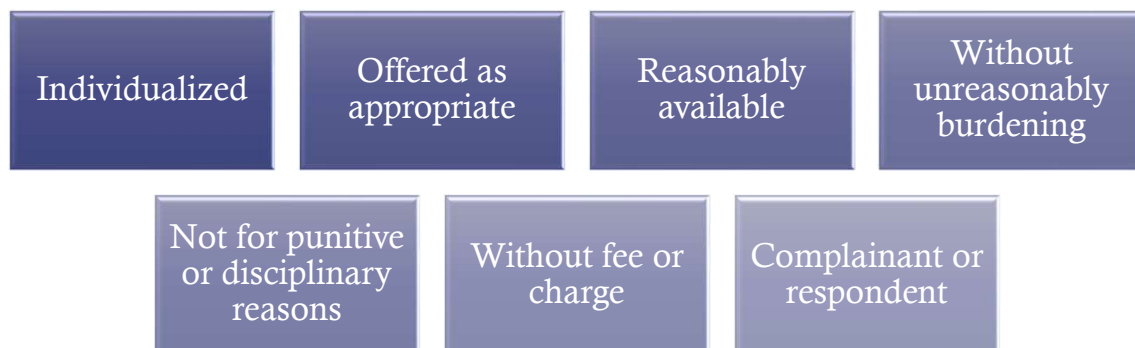 Individualized
Offered as
appropriate
Reasonably
available
Without
unreasonably
burdening
Not for punitive
or disciplinary
reasons
Without fee or
charge
Complainant or
respondent